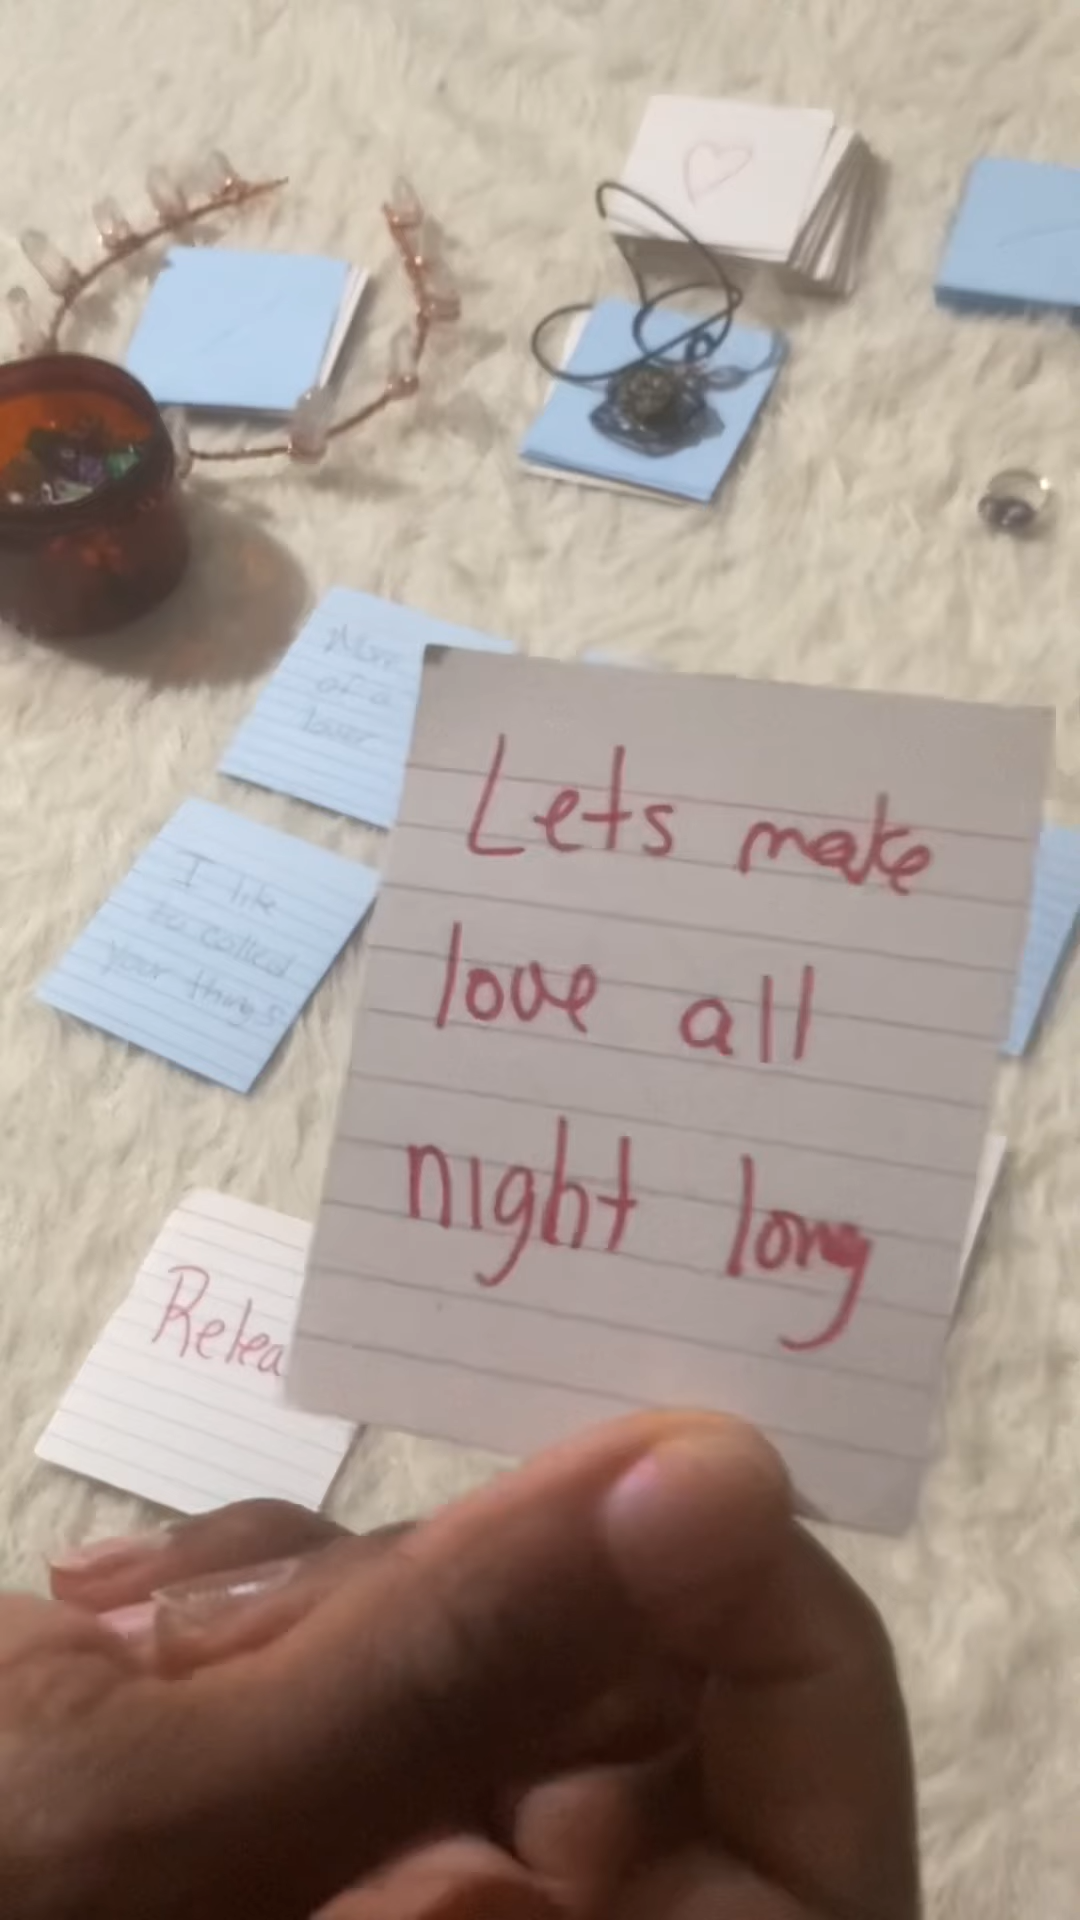 More
of a
lover
I like
to collect
your things
Lets make
love all
night long
Relea